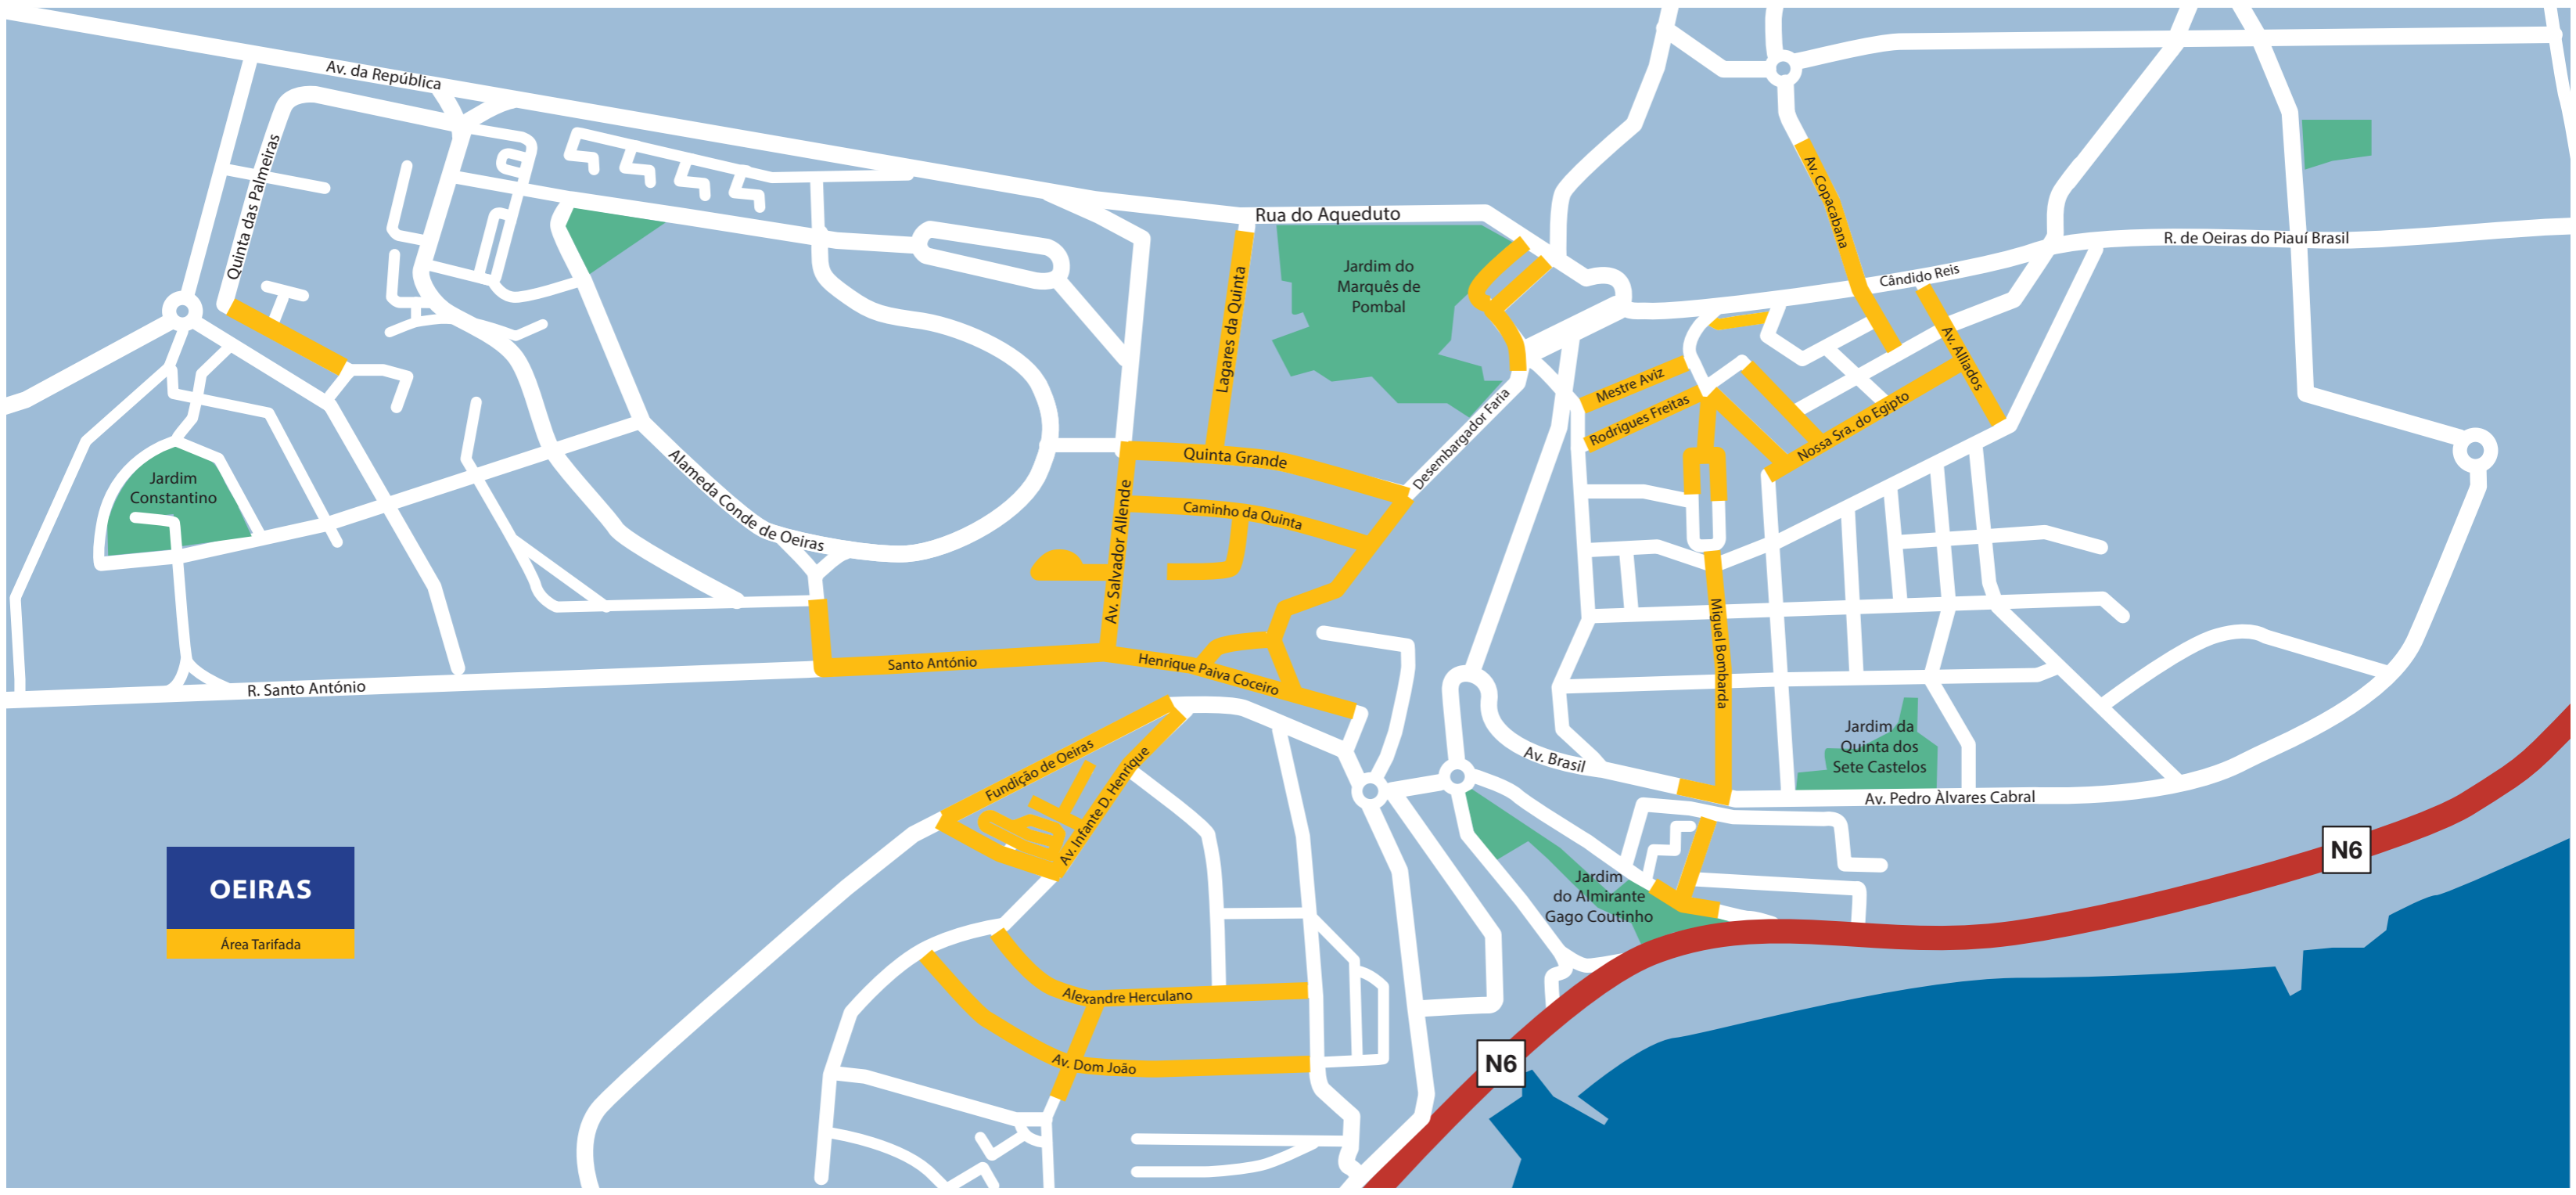 Av. da República
Quinta das Palmeiras
Rua do Aqueduto
Jardim do
Marquês de
Pombal
Lagares da Quinta
Av. Copacabana
R. de Oeiras do Piauí Brasil
Cândido Reis
Av. Alliados
Mestre Aviz
Rodrigues Freitas
Nossa Sra. do Egipto
Desembargador Faria
Quinta Grande
Caminho da Quinta
Av. Salvador Allende
Alameda Conde de Oeiras
Jardim
Constantino
R. Santo António
Santo António
Henrique Paiva Coceiro
Miguel Bombarda
Fundição de Oeiras
Av. Infante D. Henrique
Av. Brasil
Jardim da
Quinta dos
Sete Castelos
Av. Pedro Àlvares Cabral
N6
Jardim
do Almirante
Gago Coutinho
OEIRAS
Área Tarifada
Alexandre Herculano
Av. Dom João
N6